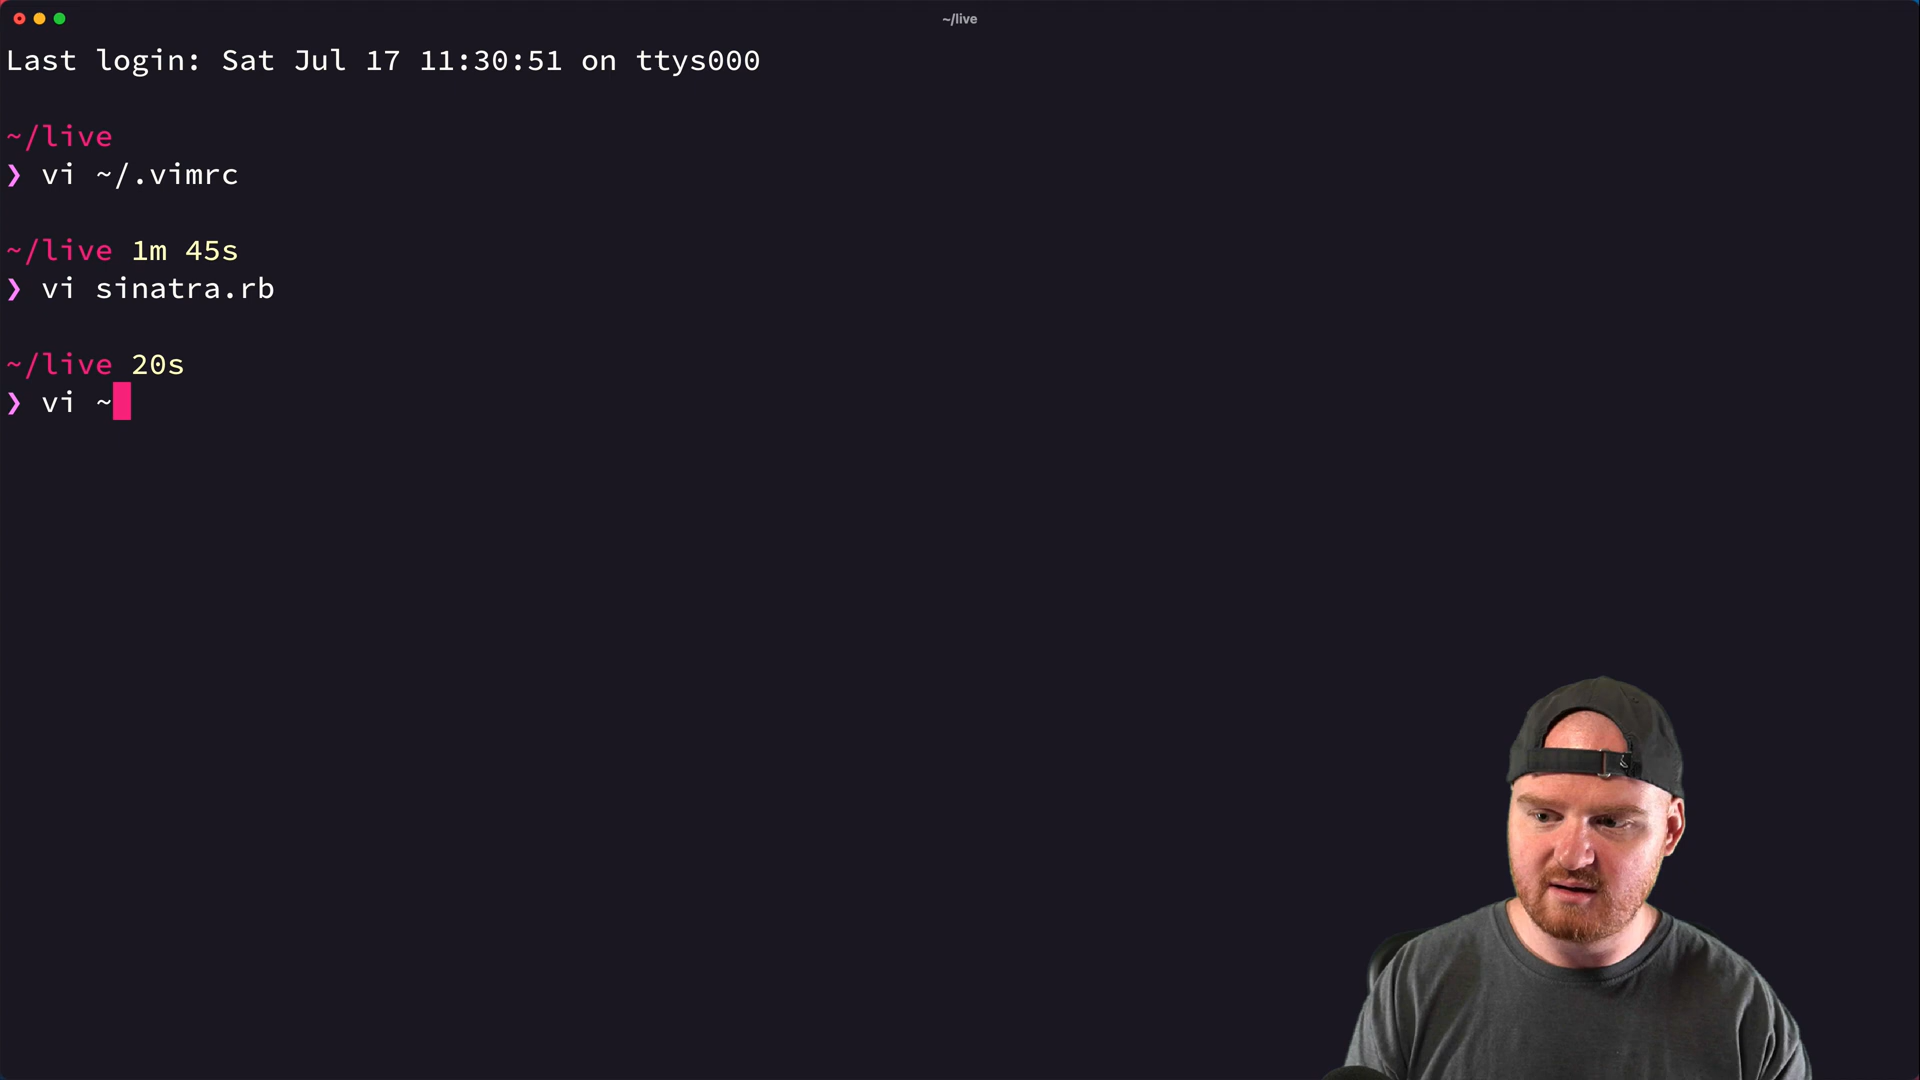 ~/live
Last login: Sat Jul 17 11:30:51 on ttys000
~/live
❯ vi ~/.vimrc
~/live 1m 45s
❯ vi sinatra.rb
~/live 20s
❯ vi ~